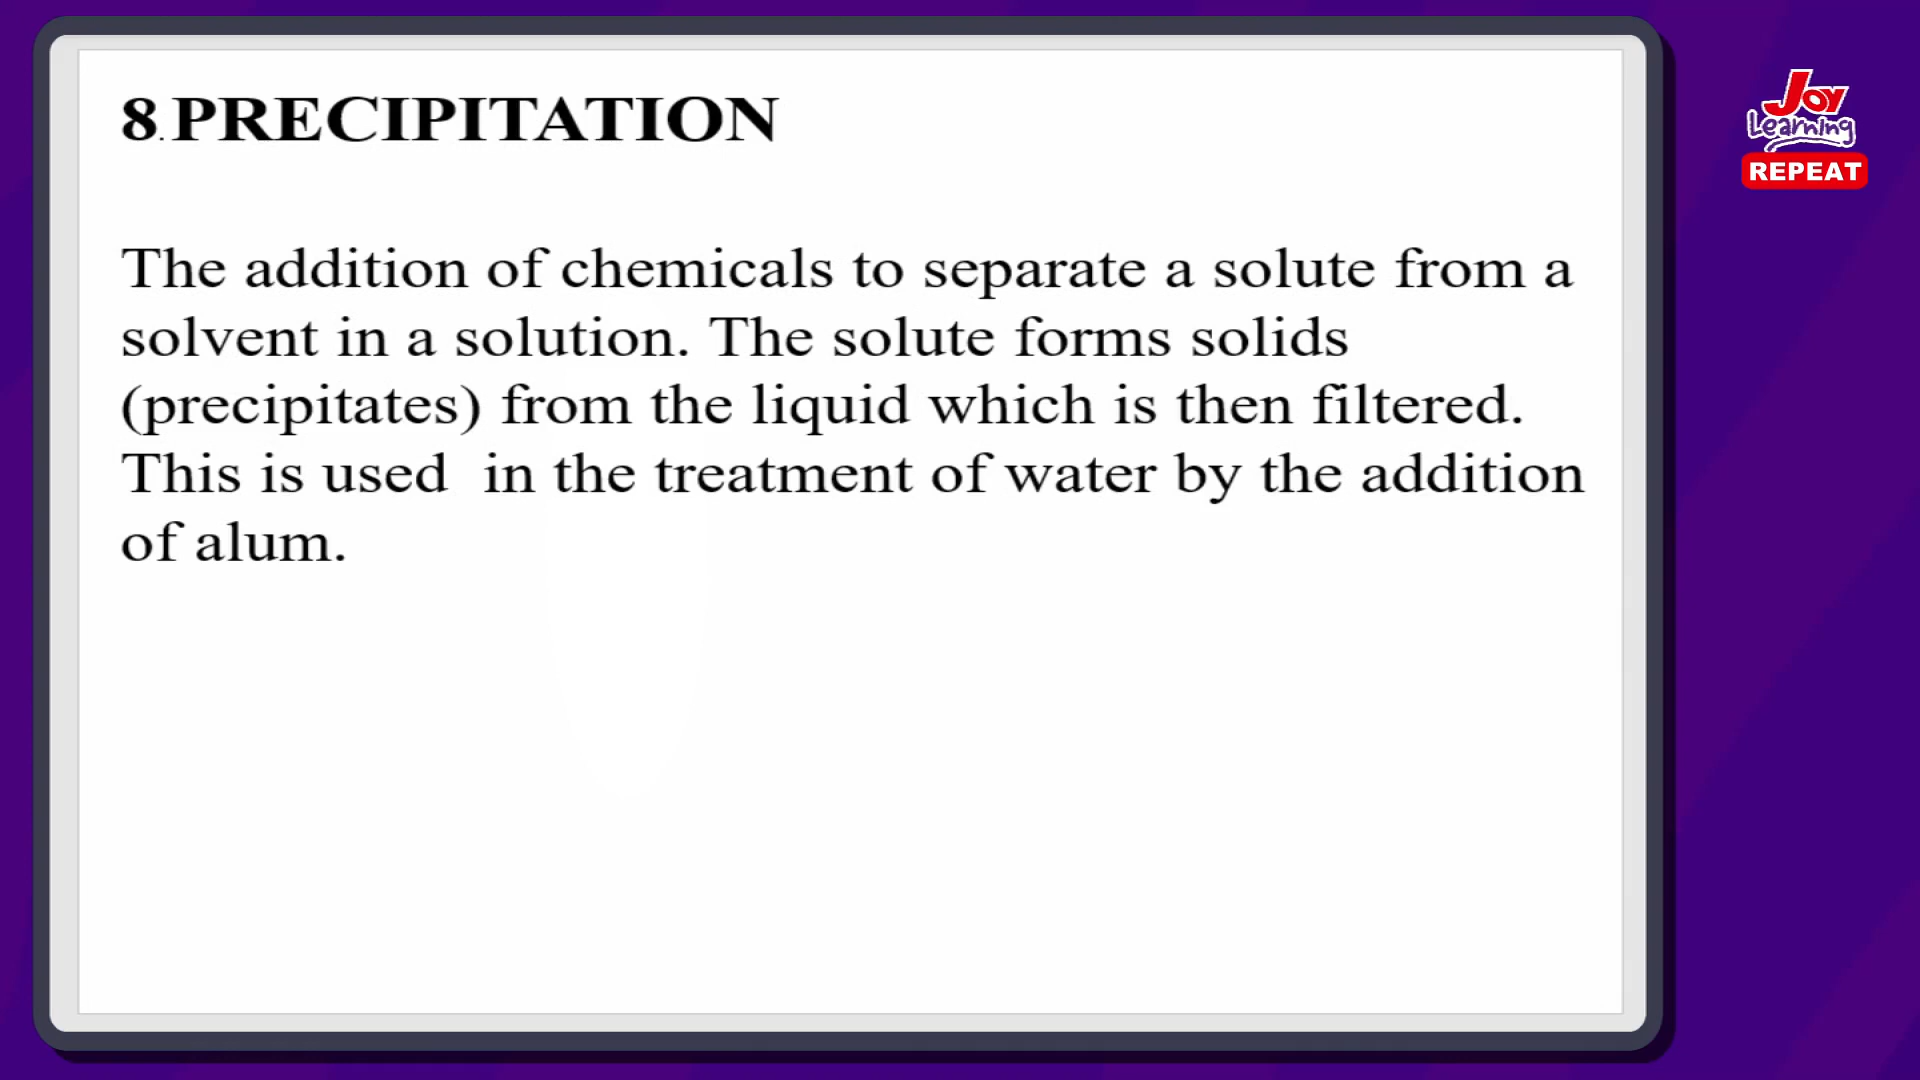 8.PRECIPITATION
The addition of chemicals to separate a solute from a
solvent in a solution. The solute forms solids
(precipitates) from the liquid which is then filtered.
This is used  in the treatment of water by the addition
of alum.
JOY
Learning
REPEAT